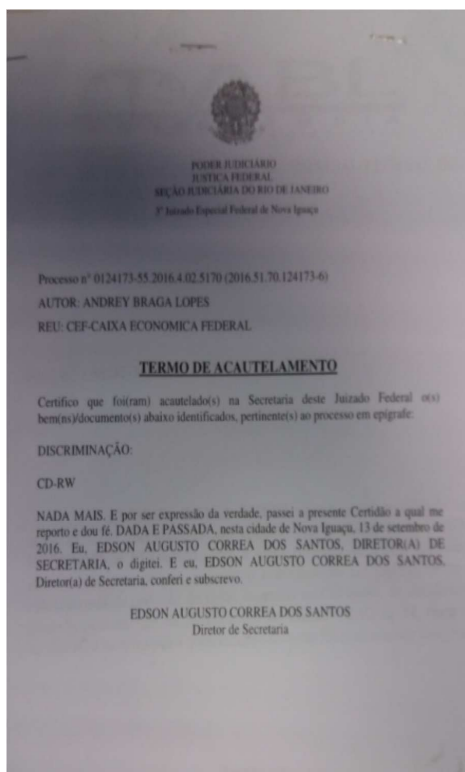 PODER JUDICIÁRIO
JUSTIÇA FEDERAL
SEÇÃO JUDICIÁRIA DO RIO DE JANEIRO
3º Juizado Especial Federal de Nova Iguaçu
Processo nº 0124173-55.2016.4.02.5170 (2016.51.70.124173-6)
AUTOR: ANDREY BRAGA LOPES
REU: CEF-CAIXA ECONOMICA FEDERAL
TERMO DE ACAUTELAMENTO
Certifico que foi(ram) acautelado(s) na Secretaria deste Juizado Federal o(s)
bem(ns)/documento(s) abaixo identificados, pertinente(s) ao processo em epígrafe:
DISCRIMINAÇÃO:
CD-RW
NADA MAIS. E por ser expressão da verdade, passei a presente Certidão a qual me
reporto e dou fé. DADA E PASSADA, nesta cidade de Nova Iguaçu, 13 de setembro de
2016. Eu, EDSON AUGUSTO CORREA DOS SANTOS, DIRETOR(A) DE
SECRETARIA, o digitei. E eu, EDSON AUGUSTO CORREA DOS SANTOS,
Diretor(a) de Secretaria, conferi e subscrevo.
EDSON AUGUSTO CORREA DOS SANTOS
Diretor de Secretaria